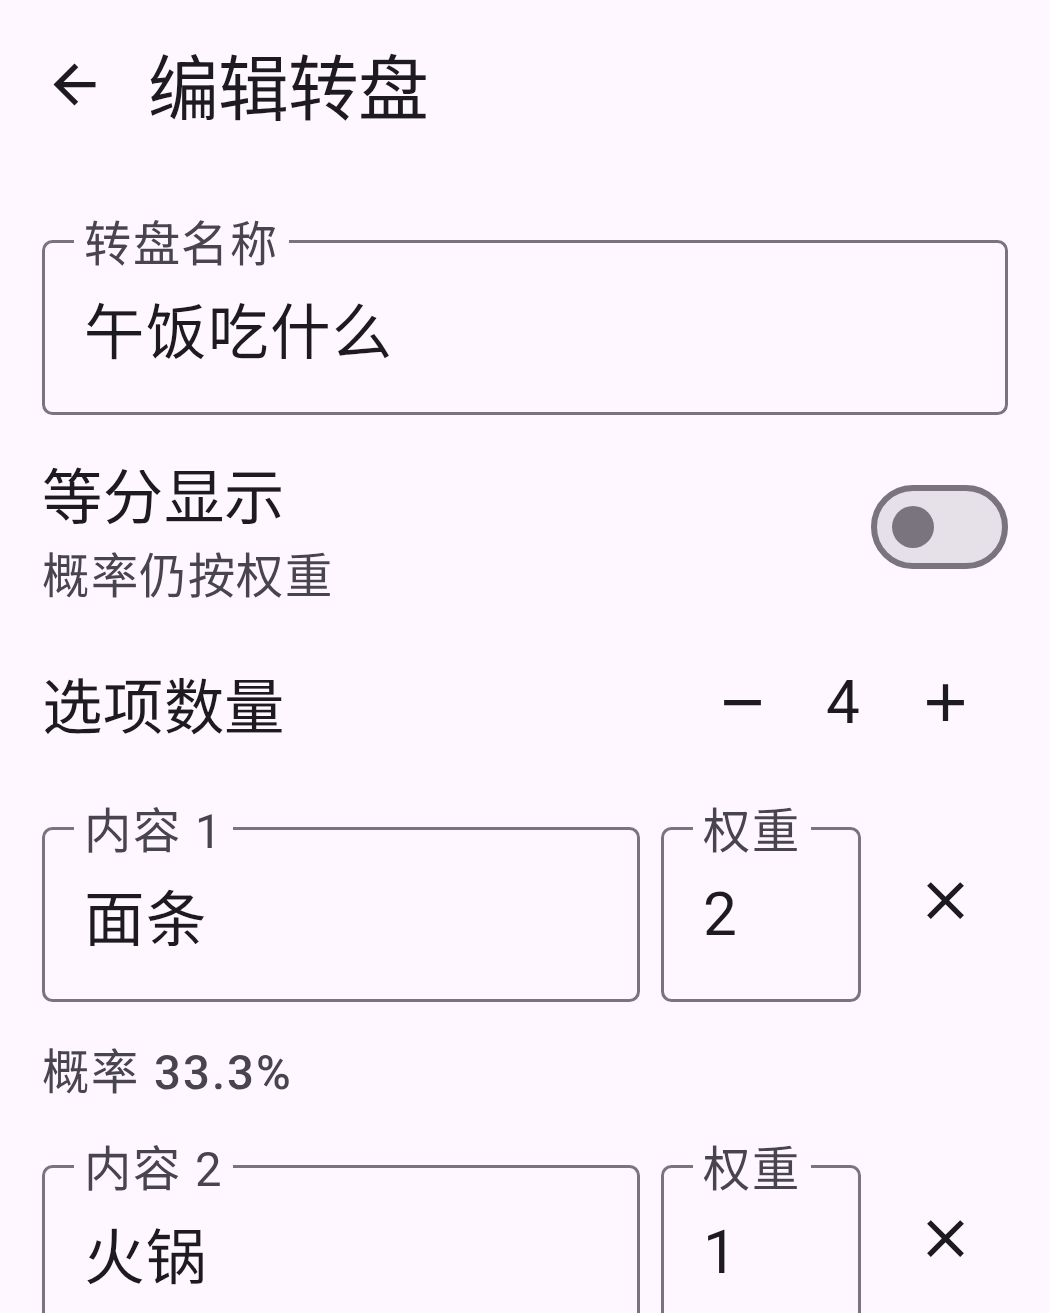 编辑转盘
转盘名称
午饭吃什么
等分显示
概率仍按权重
选项数量 4
内容 1 权重
面条 2
概率 33.3%
内容 2 权重
火锅 1